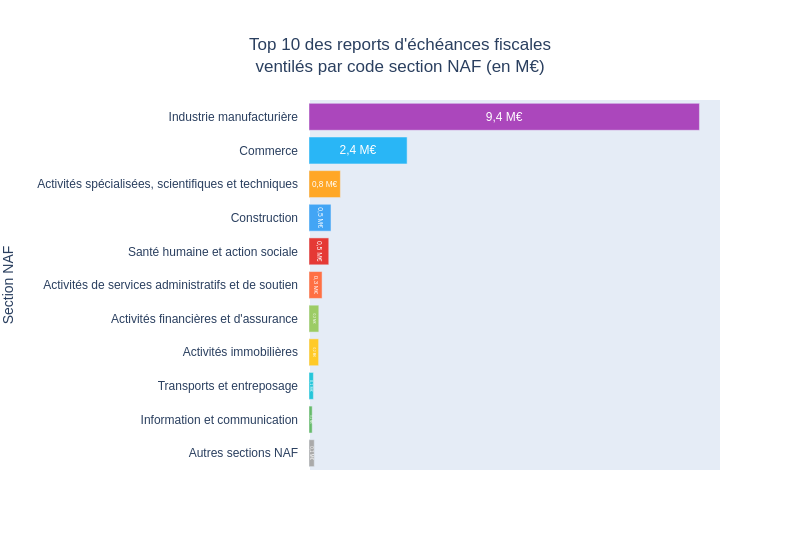 Top 10 des reports d'échéances fiscales
ventilés par code section NAF (en M€)
Section NAF
Industrie manufacturière
9,4 M€
Commerce
2,4 M€
Activités spécialisées, scientifiques et techniques
0,8 M€
Construction
0,5 M€
Santé humaine et action sociale
0,5 M€
Activités de services administratifs et de soutien
0,3 M€
Activités financières et d'assurance
Activités immobilières
Transports et entreposage
Information et communication
Autres sections NAF